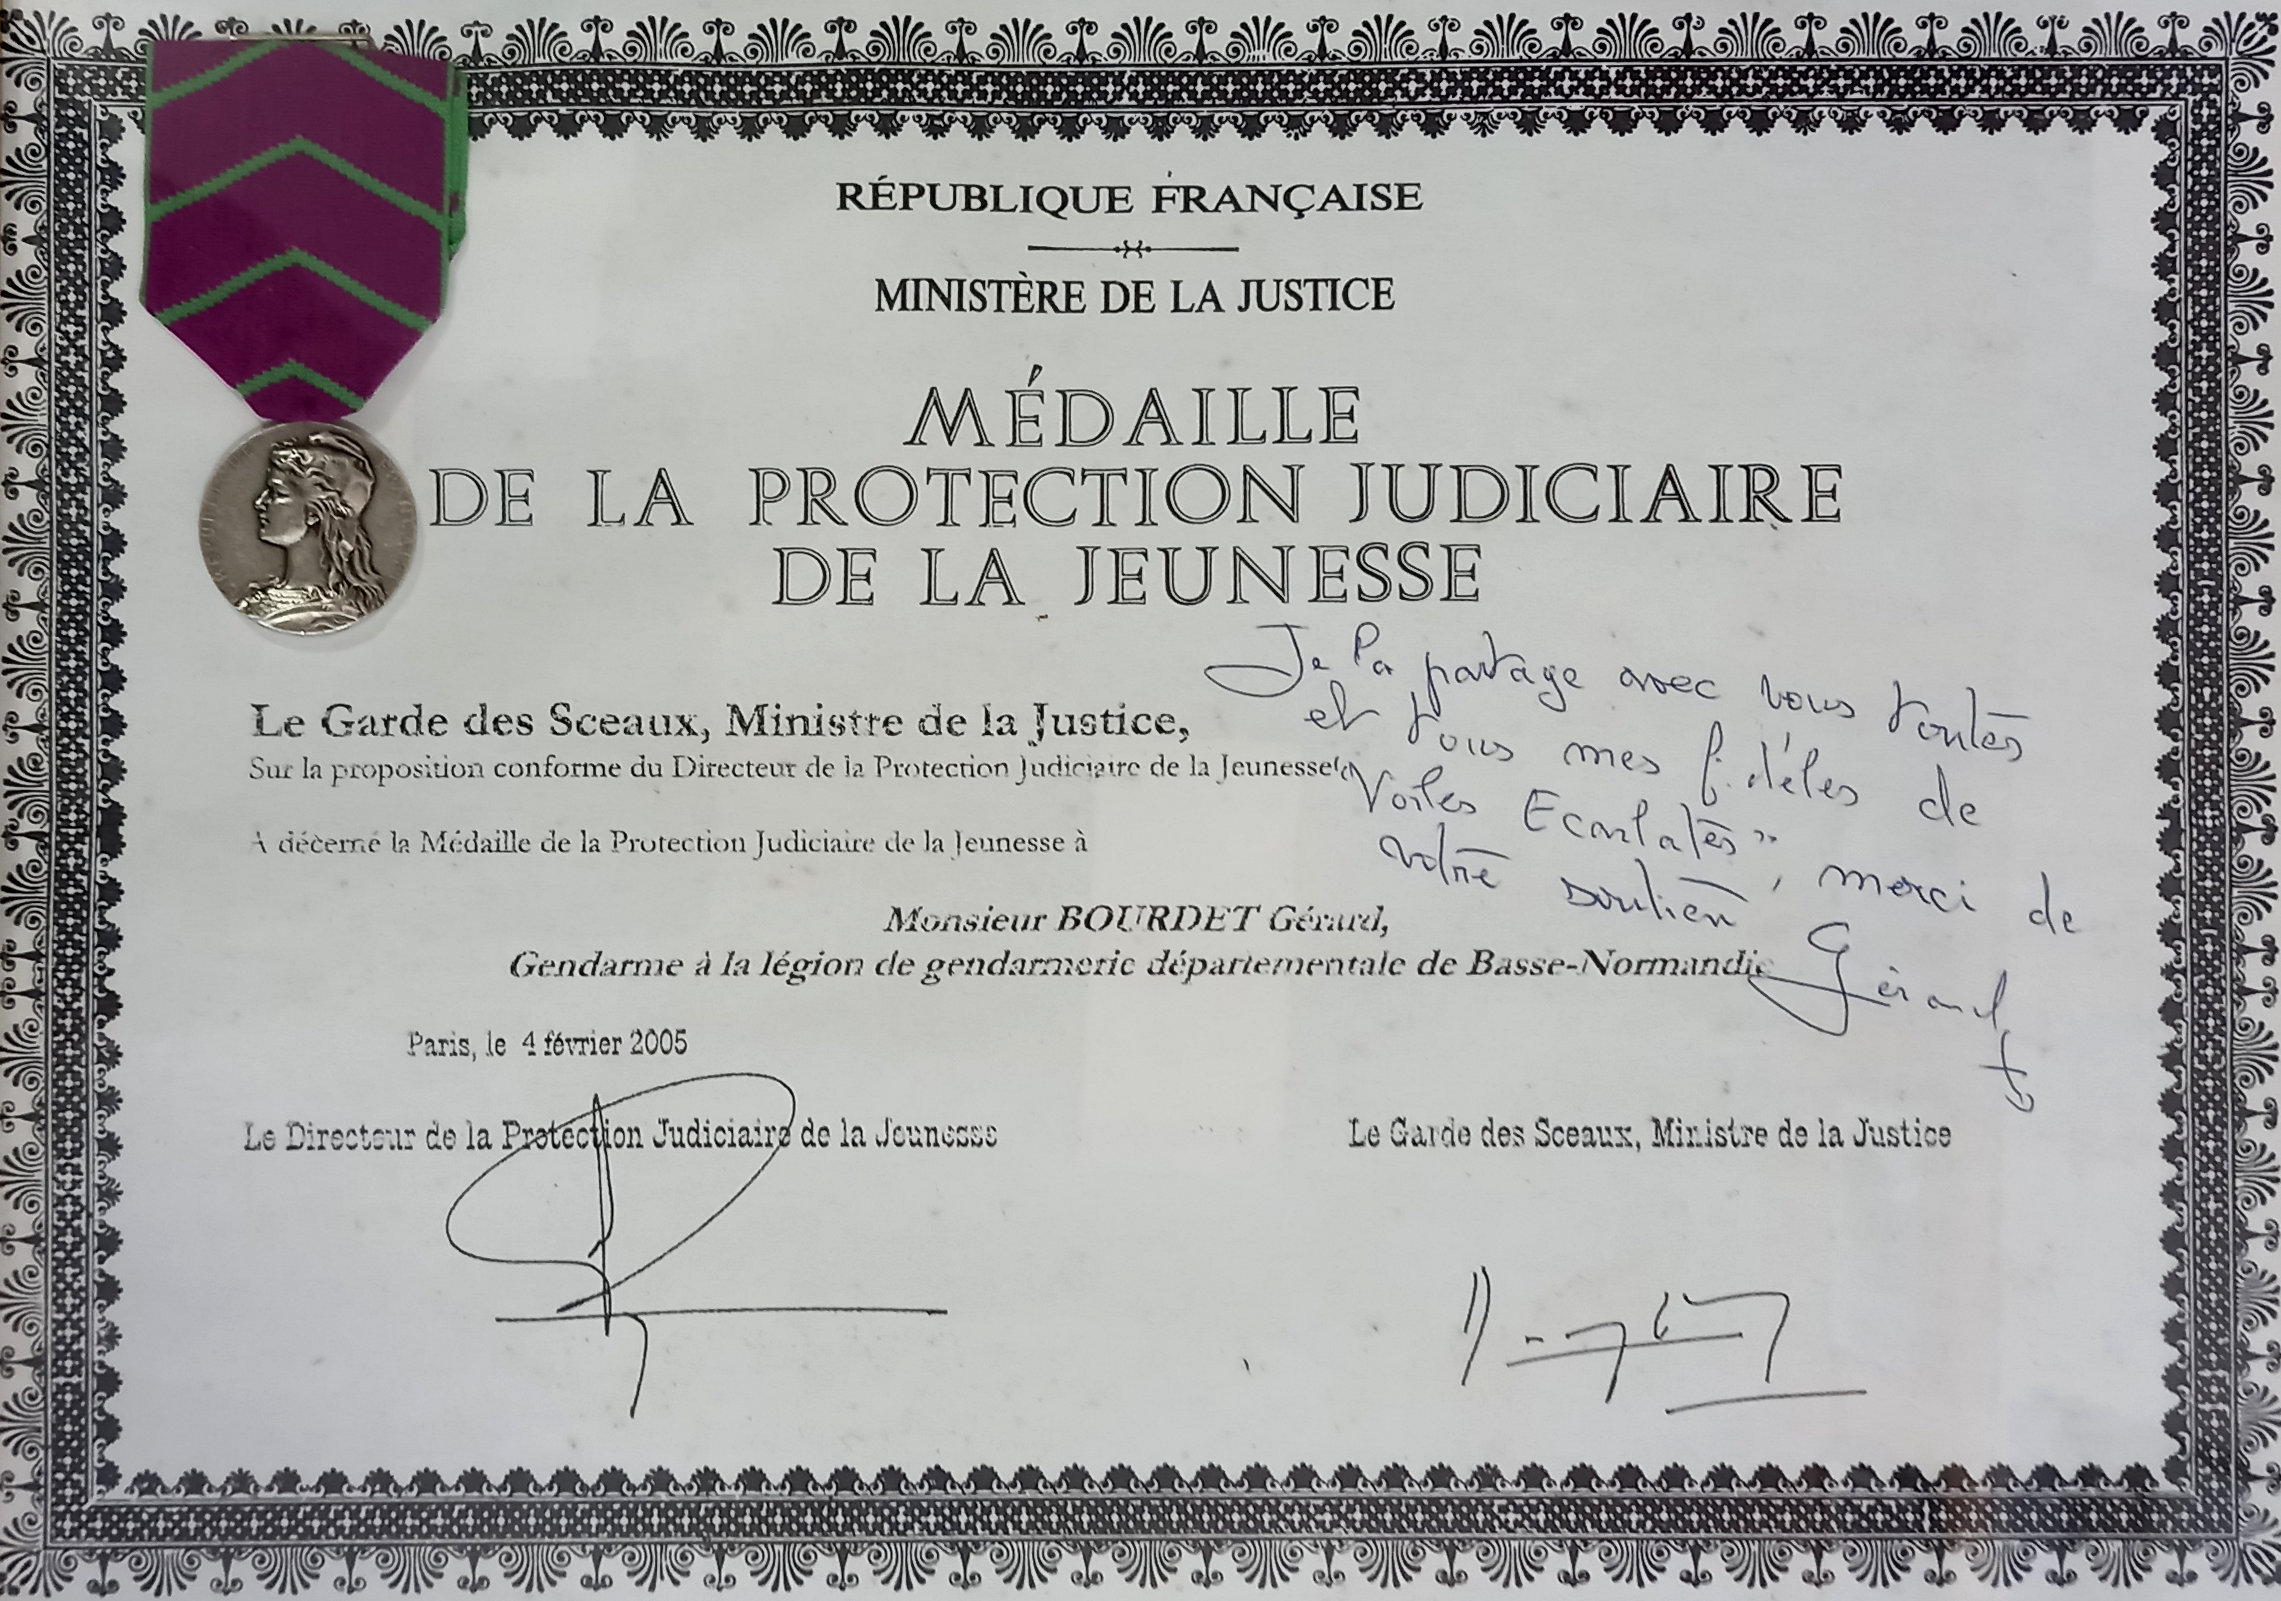 RÉPUBLIQUE FRANÇAISE
MINISTÈRE DE LA JUSTICE
MÉDAILLE
DE LA PROTECTION JUDICIAIRE
DE LA JEUNESSE
Je la partage avec vous toutes
et tous mes fidèles de
"Voiles Ecarlates", merci de
votre soutien
Gérard
Le Garde des Sceaux, Ministre de la Justice,
Sur la proposition conforme du Directeur de la Protection Judiciaire de la Jeunesse
A décerné la Médaille de la Protection Judiciaire de la Jeunesse à
Monsieur BOURDET Gérard,
Gendarme à la légion de gendarmerie départementale de Basse-Normandie
Paris, le 4 février 2005
Le Directeur de la Protection Judiciaire de la Jeunesse
Le Garde des Sceaux, Ministre de la Justice